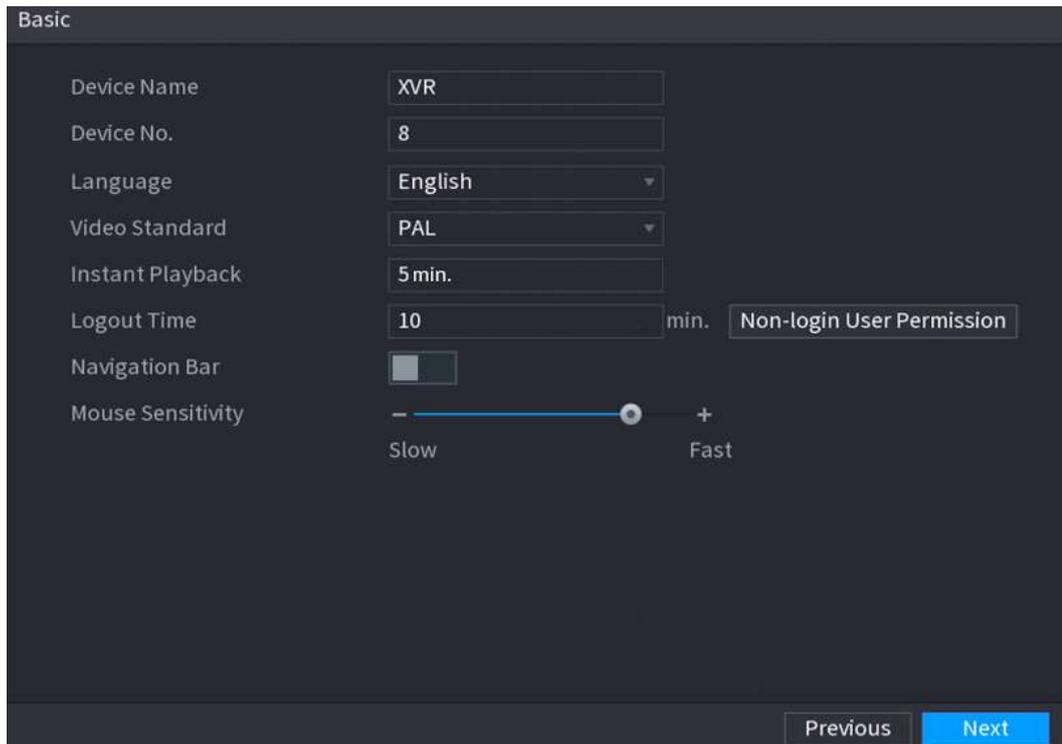 Basic
Device Name XVR
Device No. 8
Language English
Video Standard PAL
Instant Playback 5 min.
Logout Time 10 min. Non-login User Permission
Navigation Bar
Mouse Sensitivity − +
Slow Fast
Previous Next